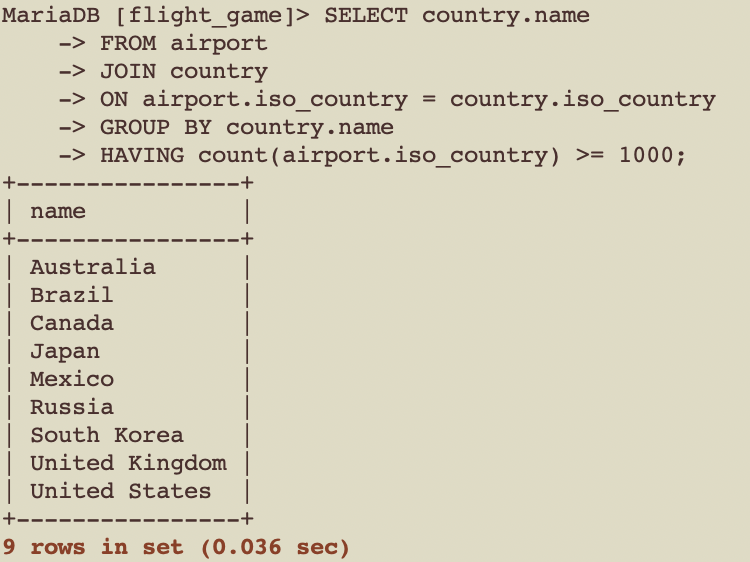 MariaDB [flight_game]> SELECT country.name
    -> FROM airport
    -> JOIN country
    -> ON airport.iso_country = country.iso_country
    -> GROUP BY country.name
    -> HAVING count(airport.iso_country) >= 1000;
+----------------+
| name           |
+----------------+
| Australia      |
| Brazil         |
| Canada         |
| Japan          |
| Mexico         |
| Russia         |
| South Korea    |
| United Kingdom |
| United States  |
+----------------+
9 rows in set (0.036 sec)